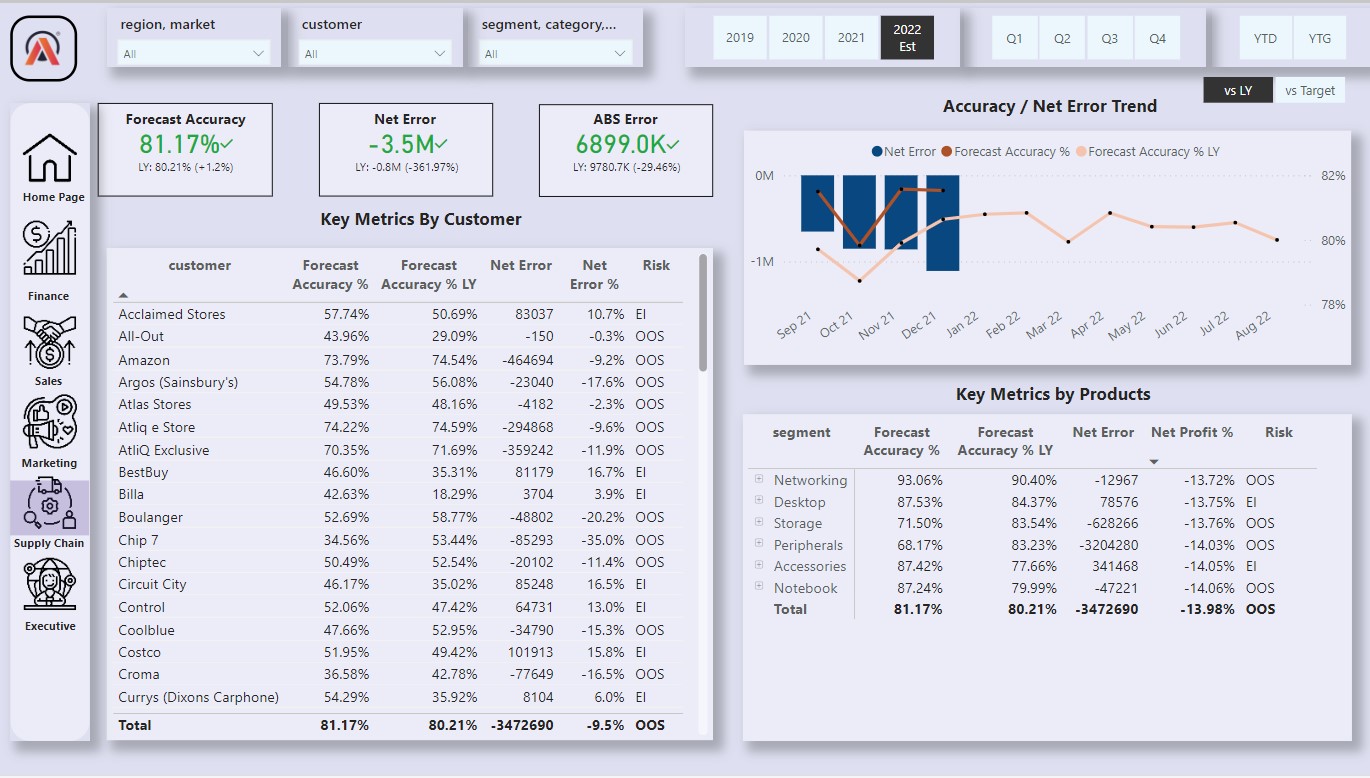 region, market
All
customer
All
segment, category,...
All
2019
2020
2021
2022
Est
Q1
Q2
Q3
Q4
YTD
YTG
vs LY
vs Target
Home Page
Finance
Sales
Marketing
Supply Chain
Executive
Forecast Accuracy
81.17%
LY: 80.21% (+1.2%)
Net Error
-3.5M
LY: -0.8M (-361.97%)
ABS Error
6899.0K
LY: 9780.7K (-29.46%)
Key Metrics By Customer
customer Forecast Accuracy % Forecast Accuracy % LY Net Error Net Error % Risk
Acclaimed Stores 57.74% 50.69% 83037 10.7% EI
All-Out 43.96% 29.09% -150 -0.3% OOS
Amazon 73.79% 74.54% -464694 -9.2% OOS
Argos (Sainsbury's) 54.78% 56.08% -23040 -17.6% OOS
Atlas Stores 49.53% 48.16% -4182 -2.3% OOS
Atliq e Store 74.22% 74.59% -294868 -9.6% OOS
AtliQ Exclusive 70.35% 71.69% -359242 -11.9% OOS
BestBuy 46.60% 35.31% 81179 16.7% EI
Billa 42.63% 18.29% 3704 3.9% EI
Boulanger 52.69% 58.77% -48802 -20.2% OOS
Chip 7 34.56% 53.44% -85293 -35.0% OOS
Chiptec 50.49% 52.54% -20102 -11.4% OOS
Circuit City 46.17% 35.02% 85248 16.5% EI
Control 52.06% 47.42% 64731 13.0% EI
Coolblue 47.66% 52.95% -34790 -15.3% OOS
Costco 51.95% 49.42% 101913 15.8% EI
Croma 36.58% 42.78% -77649 -16.5% OOS
Currys (Dixons Carphone) 54.29% 35.92% 8104 6.0% EI
Total 81.17% 80.21% -3472690 -9.5% OOS
Accuracy / Net Error Trend
Net Error Forecast Accuracy % Forecast Accuracy % LY
0M
-1M
82%
80%
78%
Sep 21 Oct 21 Nov 21 Dec 21 Jan 22 Feb 22 Mar 22 Apr 22 May 22 Jun 22 Jul 22 Aug 22
Key Metrics by Products
segment Forecast Accuracy % Forecast Accuracy % LY Net Error Net Profit % Risk
Networking 93.06% 90.40% -12967 -13.72% OOS
Desktop 87.53% 84.37% 78576 -13.75% EI
Storage 71.50% 83.54% -628266 -13.76% OOS
Peripherals 68.17% 83.23% -3204280 -14.03% OOS
Accessories 87.42% 77.66% 341468 -14.05% EI
Notebook 87.24% 79.99% -47221 -14.06% OOS
Total 81.17% 80.21% -3472690 -13.98% OOS